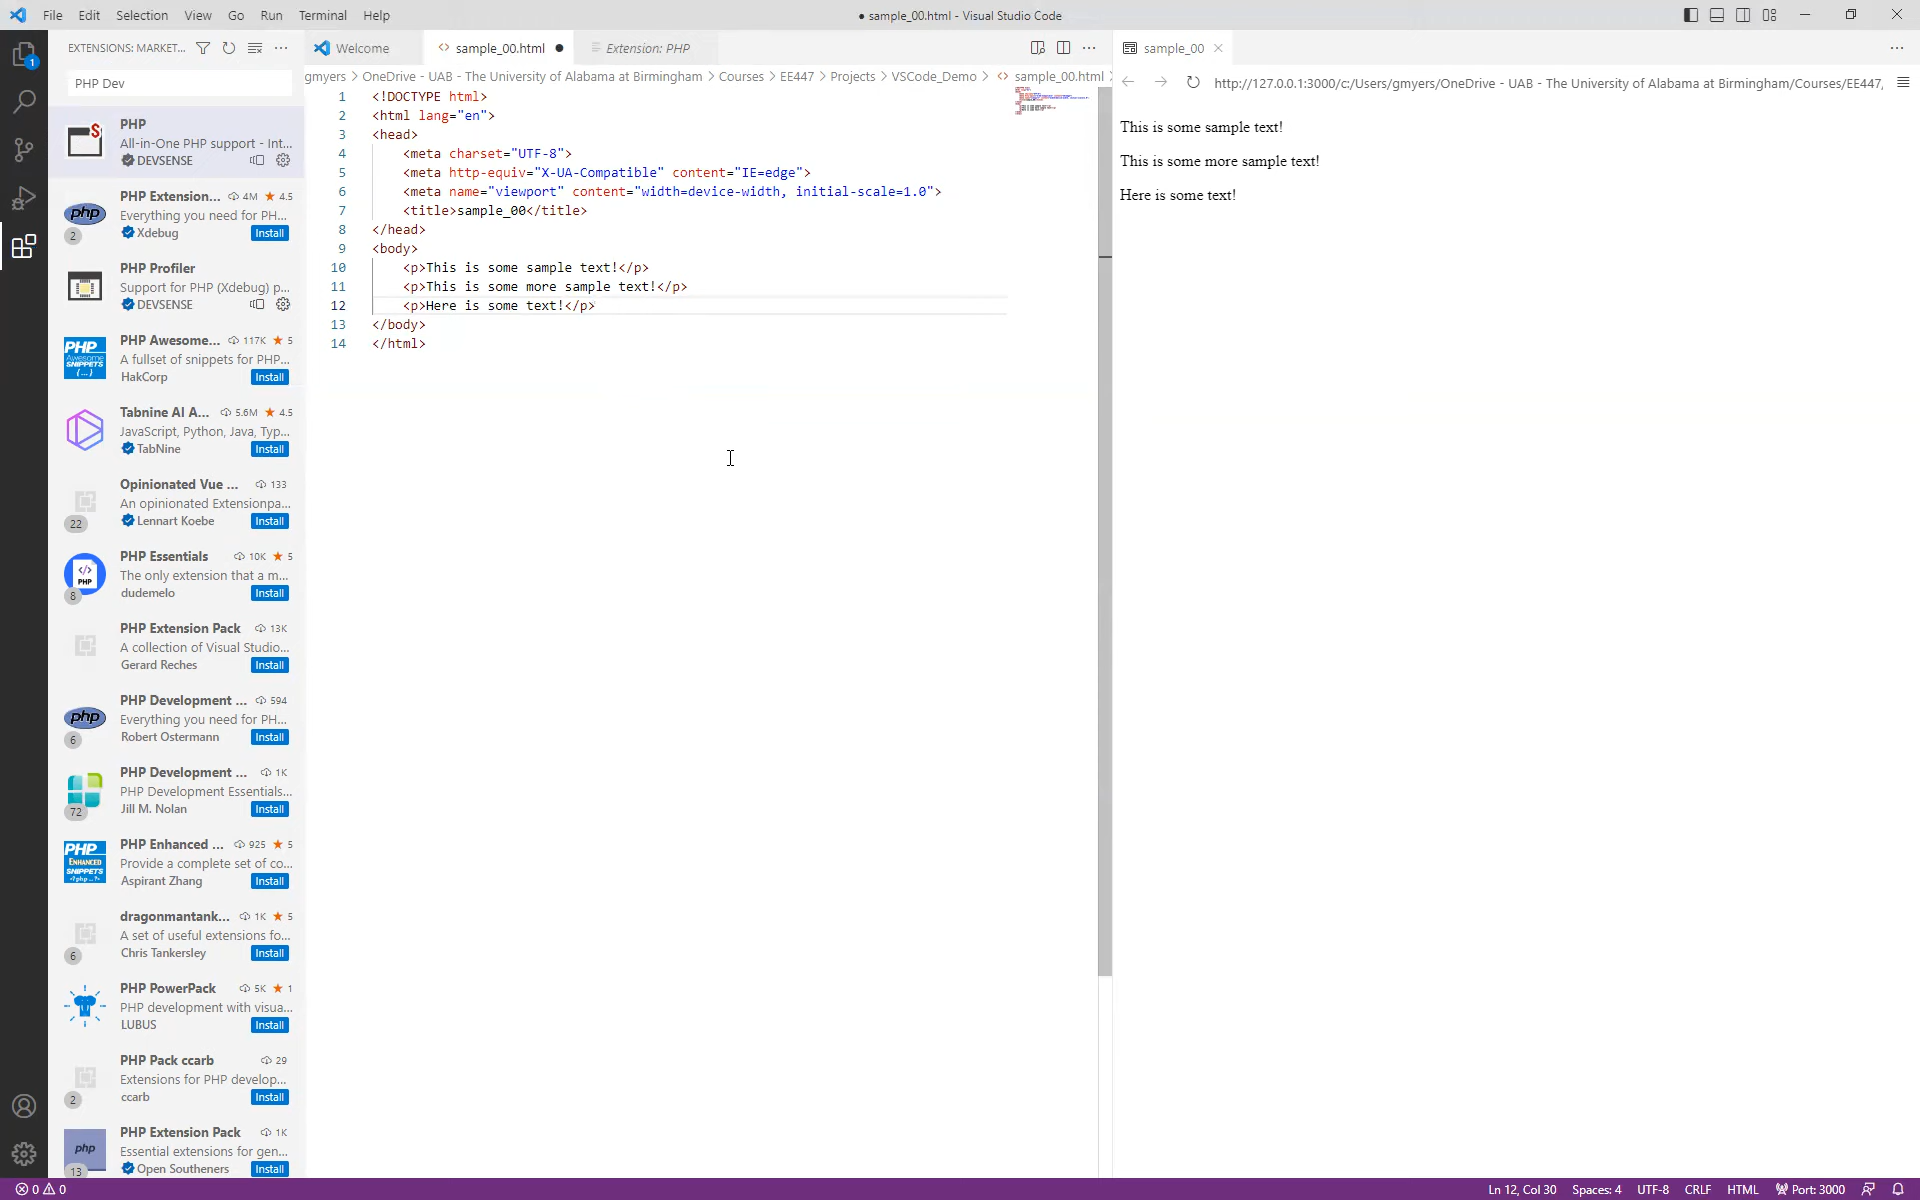 File Edit Selection View Go Run Terminal Help
● sample_00.html - Visual Studio Code
EXTENSIONS: MARKET...
PHP Dev
PHP
All-in-One PHP support - Int...
DEVSENSE
PHP Extension... 4M ★ 4.5
Everything you need for PH...
2 Xdebug Install
PHP Profiler
Support for PHP (Xdebug) p...
DEVSENSE
PHP Awesome... 117K ★ 5
A fullset of snippets for PHP...
HakCorp Install
Tabnine AI A... 5.6M ★ 4.5
JavaScript, Python, Java, Typ...
TabNine Install
Opinionated Vue ... 133
An opinionated Extensionpa...
22 Lennart Koebe Install
PHP Essentials 10K ★ 5
The only extension that a m...
8 dudemelo Install
PHP Extension Pack 13K
A collection of Visual Studio...
Gerard Reches Install
PHP Development ... 594
Everything you need for PH...
6 Robert Ostermann Install
PHP Development ... 1K
PHP Development Essentials...
72 Jill M. Nolan Install
PHP Enhanced ... 925 ★ 5
Provide a complete set of co...
Aspirant Zhang Install
dragonmantank... 1K ★ 5
A set of useful extensions fo...
6 Chris Tankersley Install
PHP PowerPack 5K ★ 1
PHP development with visua...
LUBUS Install
PHP Pack ccarb 29
Extensions for PHP develop...
2 ccarb Install
PHP Extension Pack 1K
Essential extensions for gen...
13 Open Southeners Install
Welcome
<> sample_00.html ●
Extension: PHP
gmyers > OneDrive - UAB - The University of Alabama at Birmingham > Courses > EE447 > Projects > VSCode_Demo > <> sample_00.html >
1 <!DOCTYPE html>
2 <html lang="en">
3 <head>
4     <meta charset="UTF-8">
5     <meta http-equiv="X-UA-Compatible" content="IE=edge">
6     <meta name="viewport" content="width=device-width, initial-scale=1.0">
7     <title>sample_00</title>
8 </head>
9 <body>
10     <p>This is some sample text!</p>
11     <p>This is some more sample text!</p>
12     <p>Here is some text!</p>
13 </body>
14 </html>
sample_00
http://127.0.0.1:3000/c:/Users/gmyers/OneDrive - UAB - The University of Alabama at Birmingham/Courses/EE447,
This is some sample text!
This is some more sample text!
Here is some text!
0 0
Ln 12, Col 30 Spaces: 4 UTF-8 CRLF HTML Port: 3000